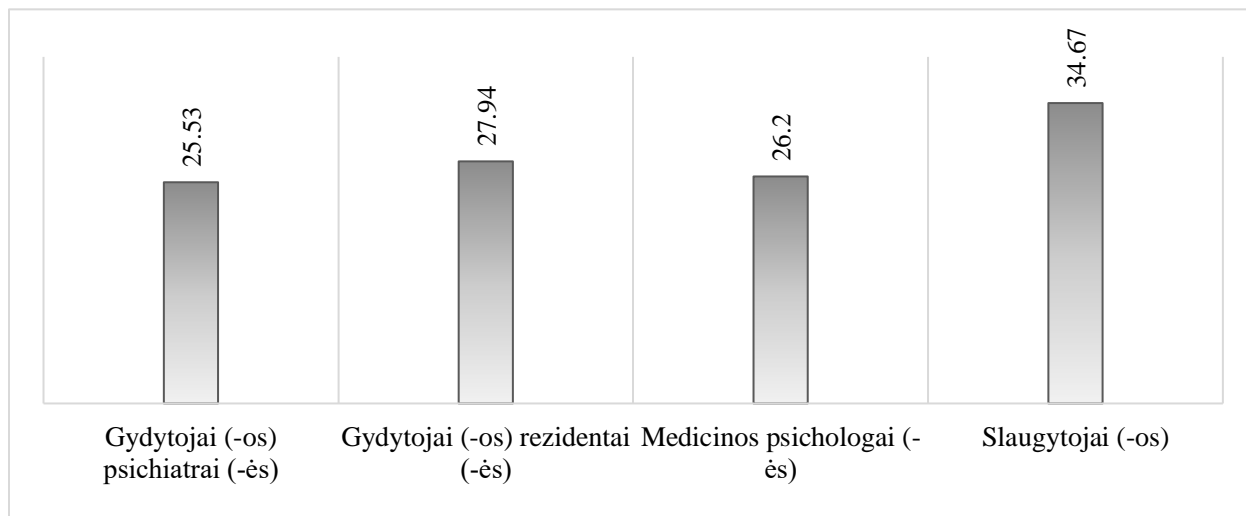 25.53
27.94
26.2
34.67
Gydytojai (-os)
psichiatrai (-ės)
Gydytojai (-os) rezidentai
(-ės)
Medicinos psichologai (-
ės)
Slaugytojai (-os)